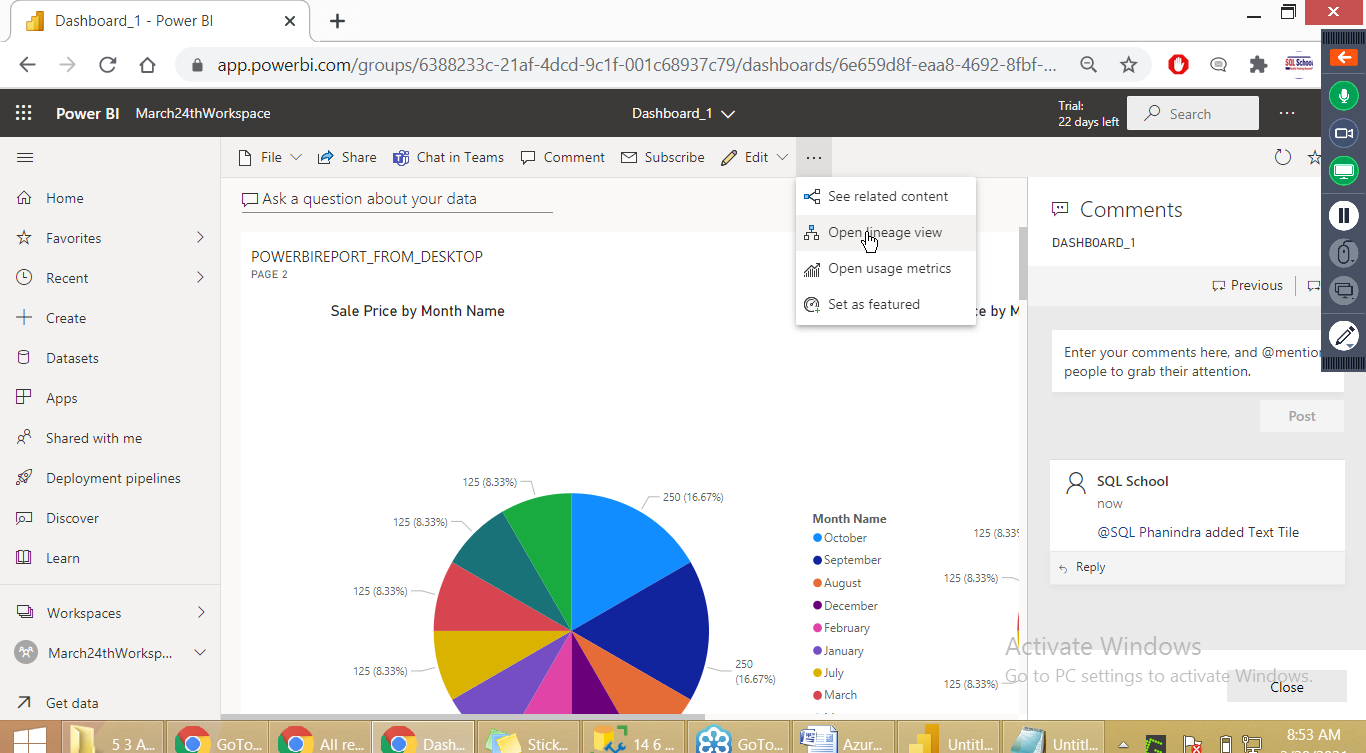 Dashboard_1 - Power BI
app.powerbi.com/groups/6388233c-21af-4dcd-9c1f-001c68937c79/dashboards/6e659d8f-eaa8-4692-8fbf-...
Power BI March24thWorkspace
Dashboard_1
Trial:
22 days left
Search
File
Share
Chat in Teams
Comment
Subscribe
Edit
Home
Favorites
Recent
Create
Datasets
Apps
Shared with me
Deployment pipelines
Discover
Learn
Workspaces
March24thWorksp...
Get data
Ask a question about your data
See related content
Open lineage view
Open usage metrics
Set as featured
POWERBIREPORT_FROM_DESKTOP
PAGE 2
Sale Price by Month Name
ce by M
125 (8.33%)
250 (16.67%)
125 (8.33%)
125 (8.33%)
125 (8.33%)
250
(16.67%)
Month Name
October
September
August
December
February
January
July
March
125 (8.33%
125 (8.33%)
125 (8.33%)
Comments
DASHBOARD_1
Previous
Enter your comments here, and @mentio
people to grab their attention.
Post
SQL School
now
@SQL Phanindra added Text Tile
Reply
Activate Windows
Go to PC settings to activate Windows.
Close
5 3 A...
GoTo...
All re...
Dash...
Stick...
14 6 ...
GoTo...
Azur...
Untitl...
Untitl...
8:53 AM